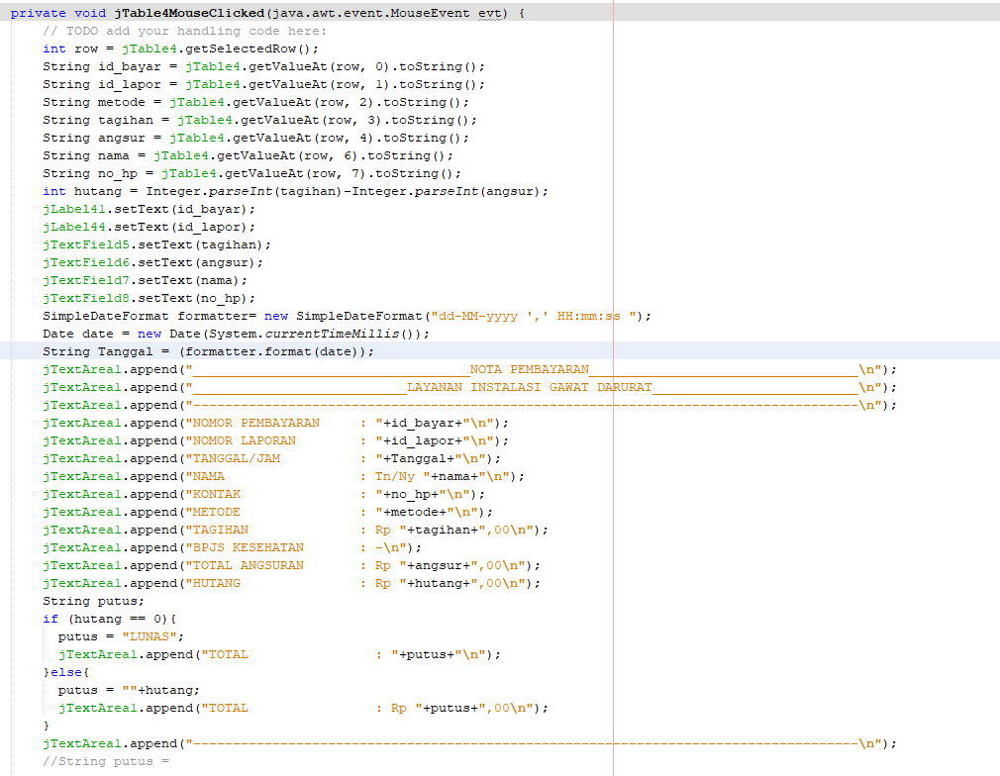 private void jTable4MouseClicked(java.awt.event.MouseEvent evt) {
    // TODO add your handling code here:
    int row = jTable4.getSelectedRow();
    String id_bayar = jTable4.getValueAt(row, 0).toString();
    String id_lapor = jTable4.getValueAt(row, 1).toString();
    String metode = jTable4.getValueAt(row, 2).toString();
    String tagihan = jTable4.getValueAt(row, 3).toString();
    String angsur = jTable4.getValueAt(row, 4).toString();
    String nama = jTable4.getValueAt(row, 6).toString();
    String no_hp = jTable4.getValueAt(row, 7).toString();
    int hutang = Integer.parseInt(tagihan)-Integer.parseInt(angsur);
    jLabel41.setText(id_bayar);
    jLabel44.setText(id_lapor);
    jTextField5.setText(tagihan);
    jTextField6.setText(angsur);
    jTextField7.setText(nama);
    jTextField8.setText(no_hp);
    SimpleDateFormat formatter= new SimpleDateFormat("dd-MM-yyyy ',' HH:mm:ss ");
    Date date = new Date(System.currentTimeMillis());
    String Tanggal = (formatter.format(date));
    jTextArea1.append("___________________________________NOTA PEMBAYARAN__________________________________\n");
    jTextArea1.append("___________________________LAYANAN INSTALASI GAWAT DARURAT__________________________\n");
    jTextArea1.append("------------------------------------------------------------------------------------\n");
    jTextArea1.append("NOMOR PEMBAYARAN     : "+id_bayar+"\n");
    jTextArea1.append("NOMOR LAPORAN        : "+id_lapor+"\n");
    jTextArea1.append("TANGGAL/JAM          : "+Tanggal+"\n");
    jTextArea1.append("NAMA                 : Tn/Ny "+nama+"\n");
    jTextArea1.append("KONTAK               : "+no_hp+"\n");
    jTextArea1.append("METODE               : "+metode+"\n");
    jTextArea1.append("TAGIHAN              : Rp "+tagihan+",00\n");
    jTextArea1.append("BPJS KESEHATAN       : -\n");
    jTextArea1.append("TOTAL ANGSURAN       : Rp "+angsur+",00\n");
    jTextArea1.append("HUTANG               : Rp "+hutang+",00\n");
    String putus;
    if (hutang == 0){
      putus = "LUNAS";
      jTextArea1.append("TOTAL                : "+putus+"\n");
    }else{
      putus = ""+hutang;
      jTextArea1.append("TOTAL                : Rp "+putus+",00\n");
    }
    jTextArea1.append("------------------------------------------------------------------------------------\n");
    //String putus =